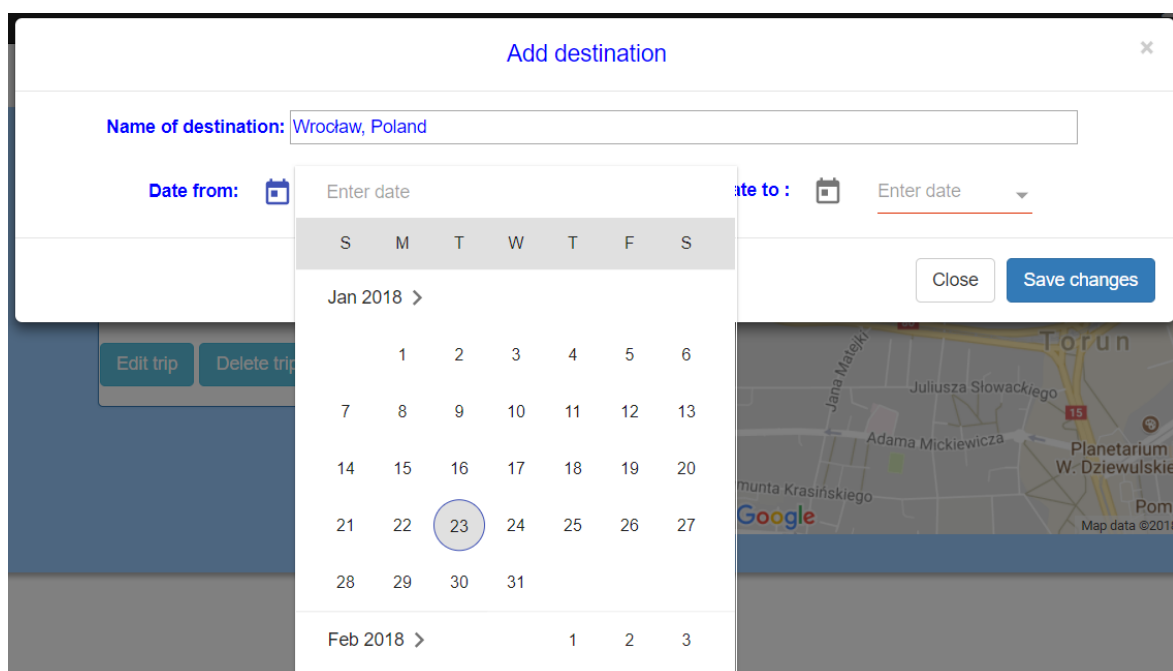 Add destination ×
Name of destination: Wrocław, Poland
Date from: Enter date ate to : Enter date
S M T W T F S
Jan 2018
Close Save changes
1 2 3 4 5 6
7 8 9 10 11 12 13
14 15 16 17 18 19 20
21 22 23 24 25 26 27
28 29 30 31
Feb 2018 1 2 3
Edit trip Delete trip
Toruń
Jana Matejki
Juliusza Słowackiego
15
Adama Mickiewicza
Planetarium
W. Dziewulskie
munta Krasińskiego
Google
Pom
Map data ©2018